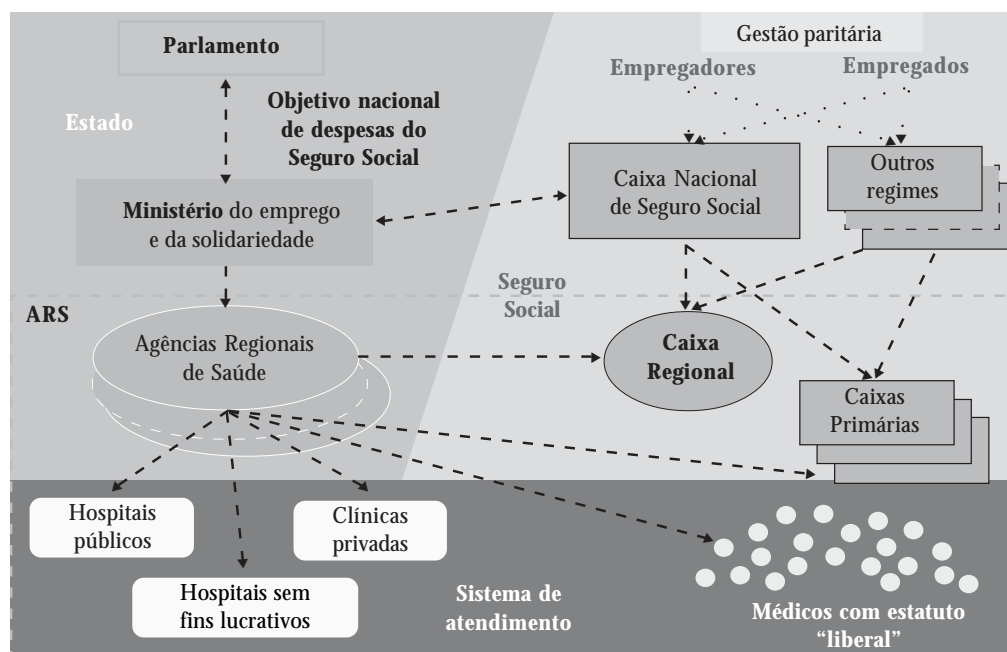 Parlamento
Gestão paritária
Empregadores
Empregados
Estado
Objetivo nacional
de despesas do
Seguro Social
Ministério do emprego
e da solidariedade
Caixa Nacional
de Seguro Social
Outros
regimes
Seguro
Social
ARS
Agências Regionais
de Saúde
Caixa
Regional
Caixas
Primárias
Hospitais
públicos
Clínicas
privadas
Hospitais sem
fins lucrativos
Sistema de
atendimento
Médicos com estatuto
“liberal”